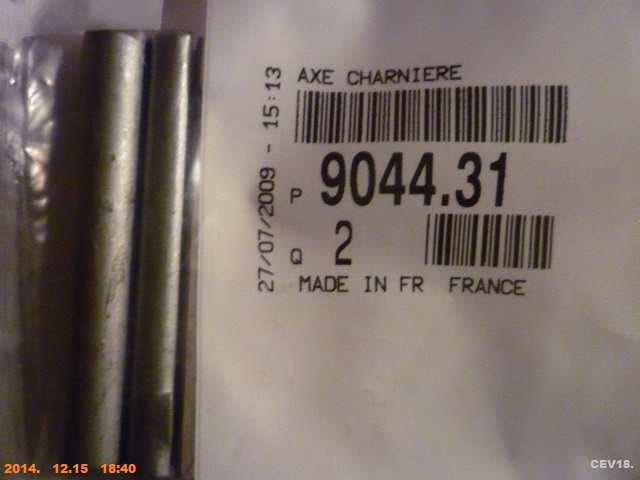 AXE CHARNIERE
27/07/2009 - 15:13
P 9044.31
Q 2
MADE IN FR FRANCE
2014. 12.15 18:40
CEV18.